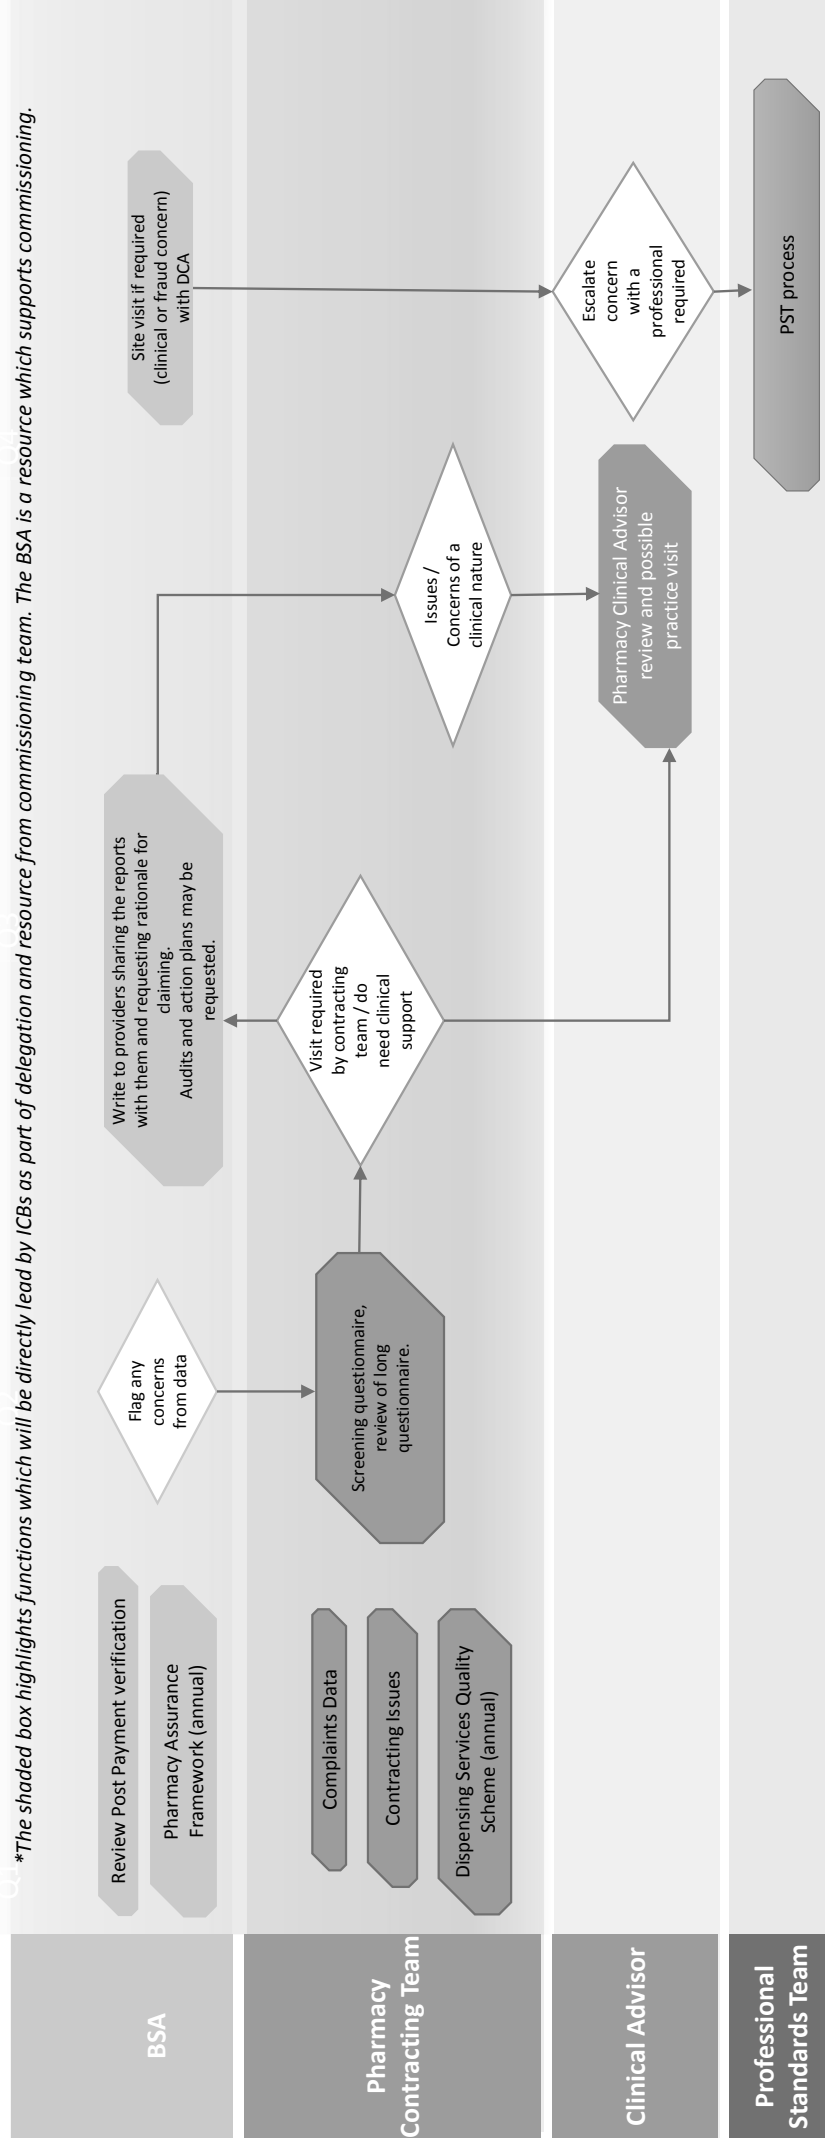 Q1
Q2
Q3
Q4
*The shaded box highlights functions which will be directly lead by ICBs as part of delegation and resource from commissioning team. The BSA is a resource which supports commissioning.
BSA
Review Post Payment verification
Pharmacy Assurance
Framework (annual)
Flag any
concerns
from data
Write to providers sharing the reports
with them and requesting rationale for
claiming.
Audits and action plans may be
requested.
Site visit if required
(clinical or fraud concern)
with DCA
Pharmacy
Contracting Team
Complaints Data
Contracting Issues
Dispensing Services Quality
Scheme (annual)
Screening questionnaire,
review of long
questionnaire.
Visit required
by contracting
team / do
need clinical
support
Issues /
Concerns of a
clinical nature
Clinical Advisor
Pharmacy Clinical Advisor
review and possible
practice visit
Escalate
concern
with a
professional
required
Professional
Standards Team
PST process